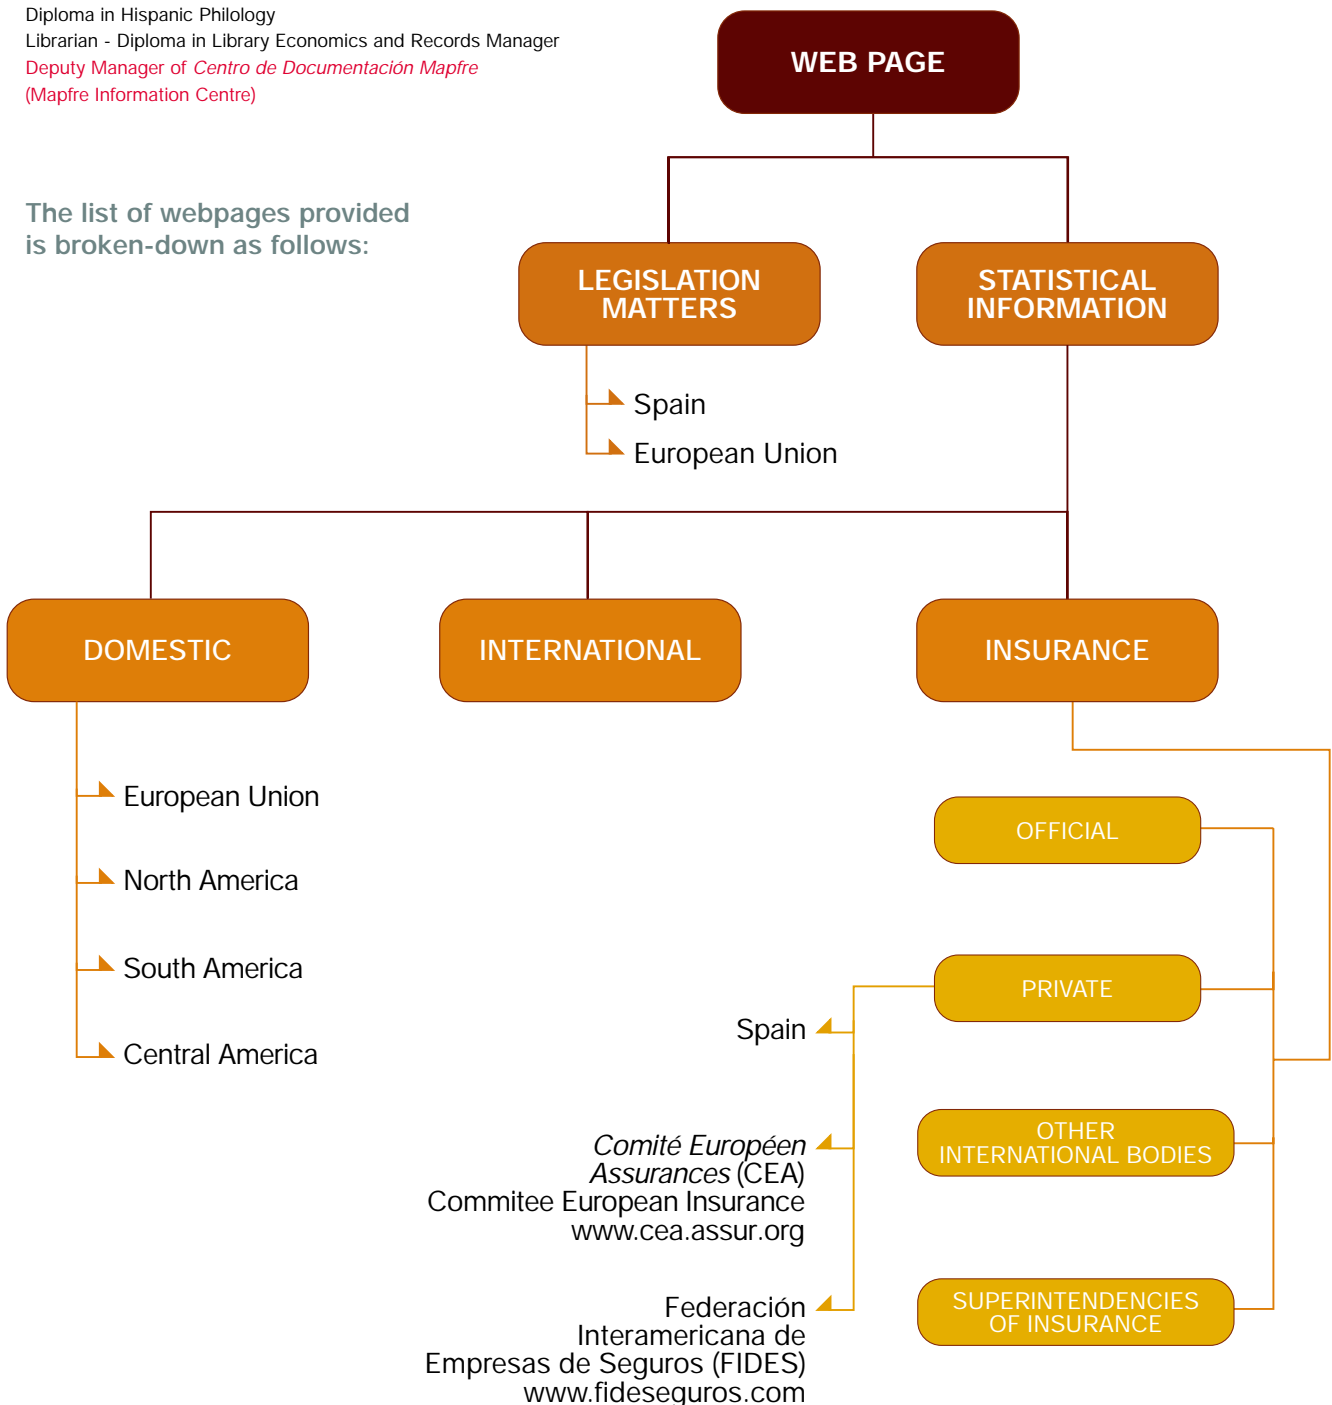 Diploma in Hispanic Philology
Librarian - Diploma in Library Economics and Records Manager
Deputy Manager of Centro de Documentación Mapfre
(Mapfre Information Centre)
WEB PAGE
The list of webpages provided
is broken-down as follows:
LEGISLATION
MATTERS
STATISTICAL
INFORMATION
Spain
European Union
DOMESTIC
INTERNATIONAL
INSURANCE
European Union
North America
South America
Central America
OFFICIAL
PRIVATE
Spain
Comité Européen
Assurances (CEA)
Commitee European Insurance
www.cea.assur.org
OTHER
INTERNATIONAL BODIES
Federación
Interamericana de
Empresas de Seguros (FIDES)
www.fideseguros.com
SUPERINTENDENCIES
OF INSURANCE